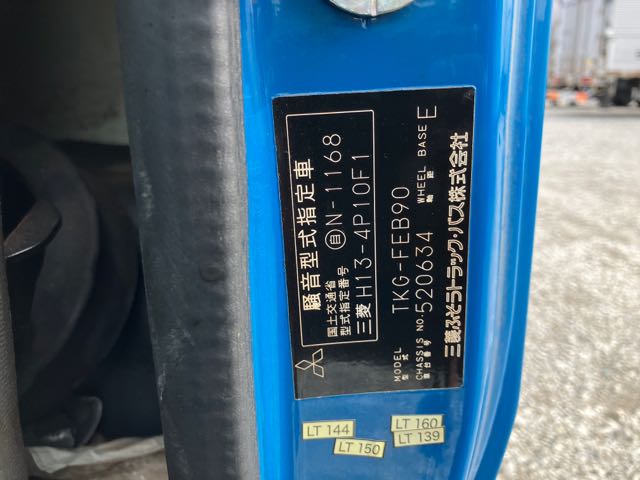 騒音型式指定車
国土交通省
型式指定番号
自N-1168
三菱H13-4P10F1
MODEL
型式
TKG-FEB90
CHASSIS NO.
車台番号
520634
WHEEL BASE
軸距
E
三菱ふそうトラック・バス株式会社
LT 144
LT 150
LT 160
LT 139